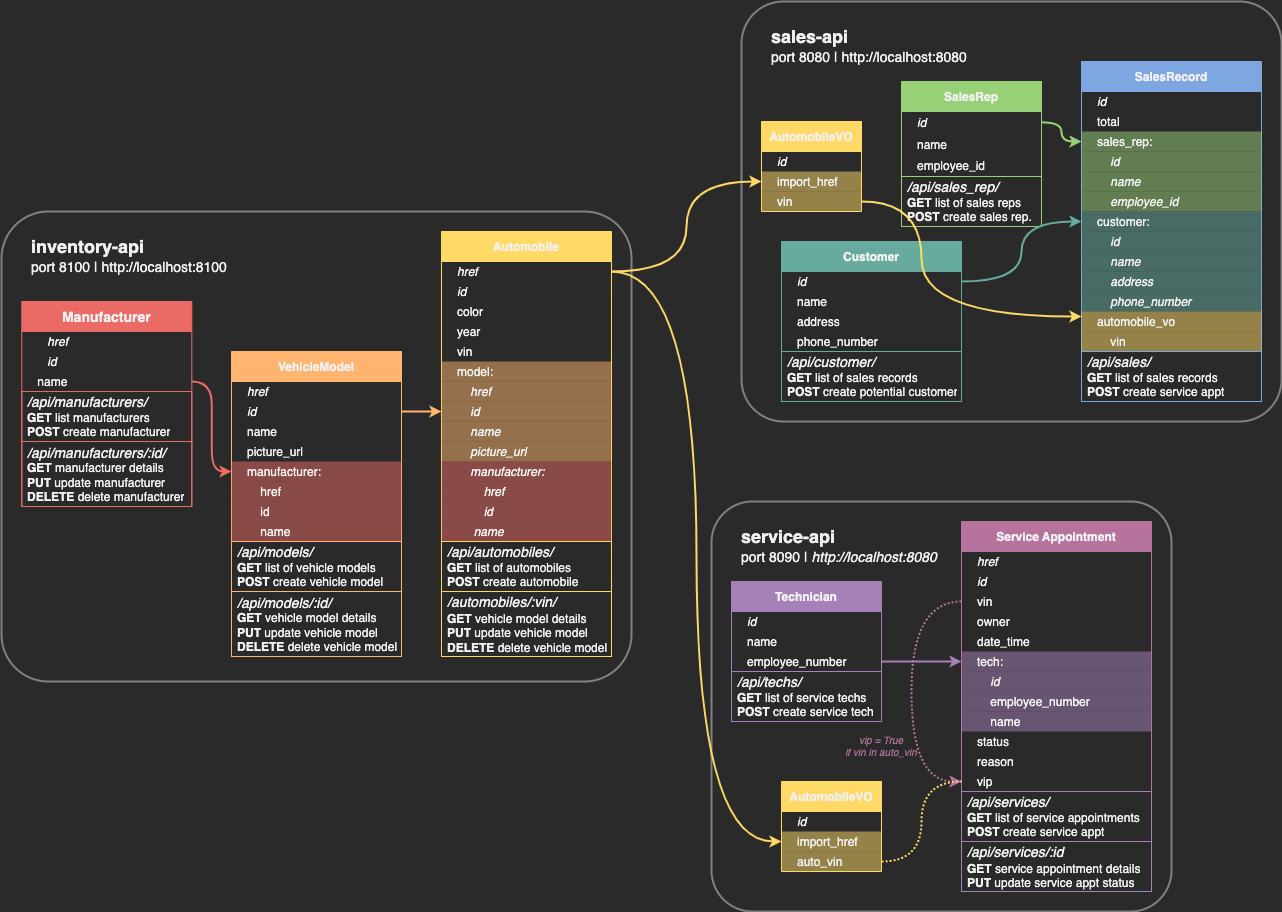 inventory-api
port 8100 | http://localhost:8100
Manufacturer
href
id
name
/api/manufacturers/
GET list manufacturers
POST create manufacturer
/api/manufacturers/:id/
GET manufacturer details
PUT update manufacturer
DELETE delete manufacturer
VehicleModel
href
id
name
picture_url
manufacturer:
href
id
name
/api/models/
GET list of vehicle models
POST create vehicle model
/api/models/:id/
GET vehicle model details
PUT update vehicle model
DELETE delete vehicle model
Automobile
href
id
color
year
vin
model:
href
id
name
picture_url
manufacturer:
href
id
name
/api/automobiles/
GET list of automobiles
POST create automobile
/automobiles/:vin/
GET vehicle model details
PUT update vehicle model
DELETE delete vehicle model
sales-api
port 8080 | http://localhost:8080
AutomobileVO
id
import_href
vin
SalesRep
id
name
employee_id
/api/sales_rep/
GET list of sales reps
POST create sales rep.
Customer
id
name
address
phone_number
/api/customer/
GET list of sales records
POST create potential customer
SalesRecord
id
total
sales_rep:
id
name
employee_id
customer:
id
name
address
phone_number
automobile_vo
vin
/api/sales/
GET list of sales records
POST create service appt
service-api
port 8090 | http://localhost:8080
Technician
id
name
employee_number
/api/techs/
GET list of service techs
POST create service tech
vip = True
if vin in auto_vin
AutomobileVO
id
import_href
auto_vin
Service Appointment
href
id
vin
owner
date_time
tech:
id
employee_number
name
status
reason
vip
/api/services/
GET list of service appointments
POST create service appt
/api/services/:id
GET service appointment details
PUT update service appt status